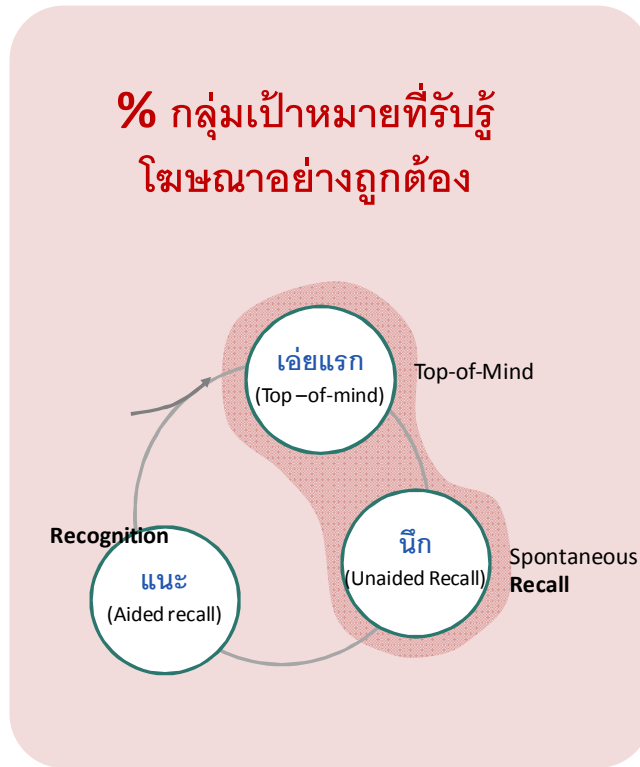 % กลุ่มเป้าหมายที่รับรู้
โฆษณาอย่างถูกต้อง
เอ่ยแรก
(Top –of-mind)
Top-of-Mind
นึก
(Unaided Recall)
Spontaneous
Recall
Recognition
แนะ
(Aided recall)